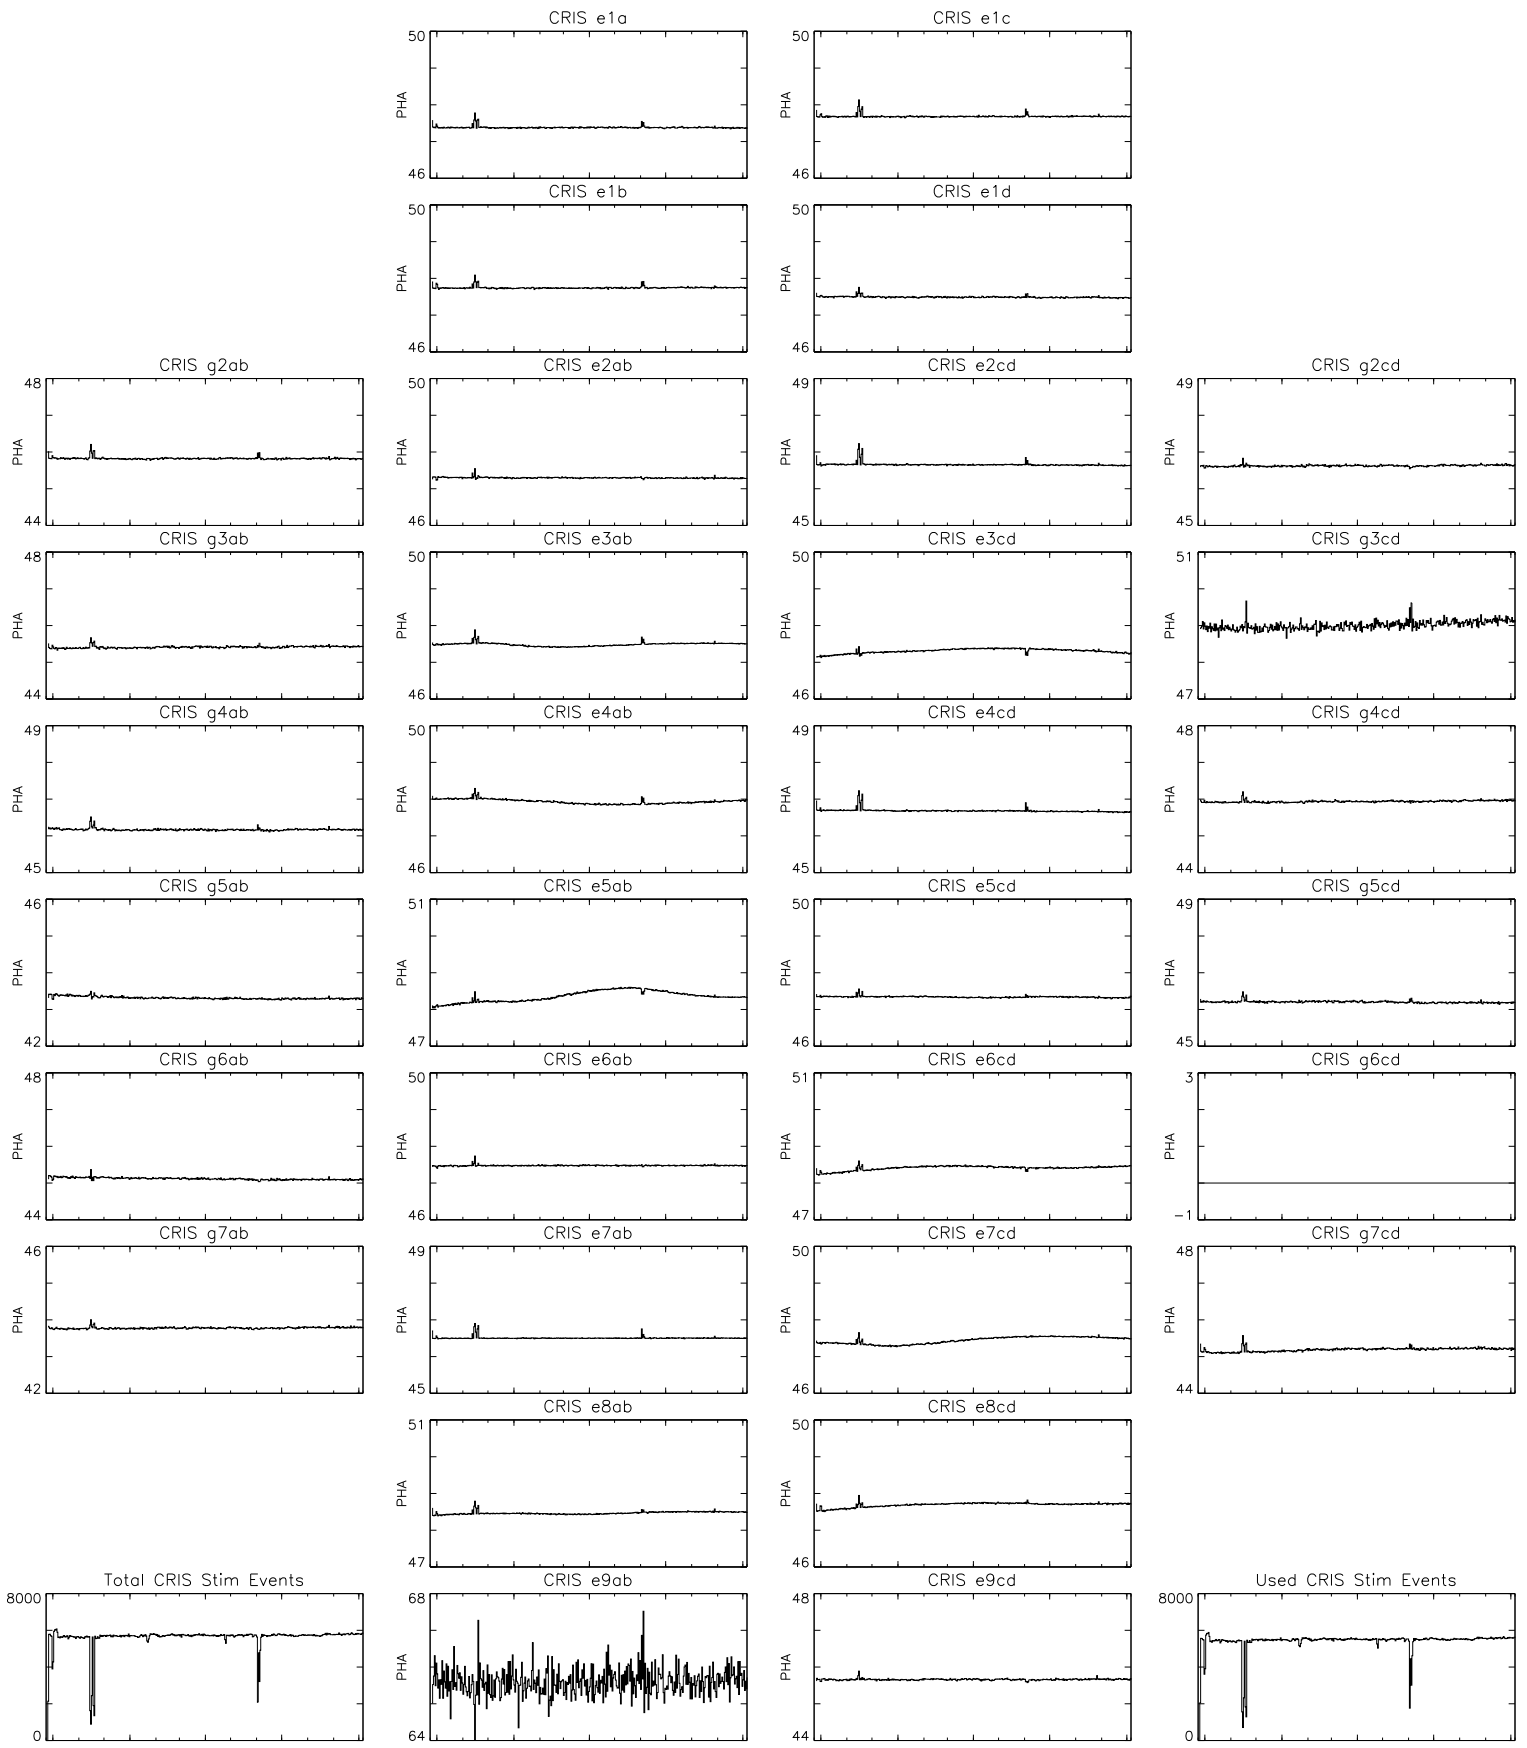 CRIS e1a
50
PHA
46
CRIS e1c
50
PHA
46
CRIS e1b
50
PHA
46
CRIS e1d
50
PHA
46
CRIS g2ab
48
PHA
44
CRIS e2ab
50
PHA
46
CRIS e2cd
49
PHA
45
CRIS g2cd
49
PHA
45
CRIS g3ab
48
PHA
44
CRIS e3ab
50
PHA
46
CRIS e3cd
50
PHA
46
CRIS g3cd
51
PHA
47
CRIS g4ab
49
PHA
45
CRIS e4ab
50
PHA
46
CRIS e4cd
49
PHA
45
CRIS g4cd
48
PHA
44
CRIS g5ab
46
PHA
42
CRIS e5ab
51
PHA
47
CRIS e5cd
50
PHA
46
CRIS g5cd
49
PHA
45
CRIS g6ab
48
PHA
44
CRIS e6ab
50
PHA
46
CRIS e6cd
51
PHA
47
CRIS g6cd
3
PHA
-1
CRIS g7ab
46
PHA
42
CRIS e7ab
49
PHA
45
CRIS e7cd
50
PHA
46
CRIS g7cd
48
PHA
44
CRIS e8ab
51
PHA
47
CRIS e8cd
50
PHA
46
Total CRIS Stim Events
8000
0
CRIS e9ab
68
PHA
64
CRIS e9cd
48
PHA
44
Used CRIS Stim Events
8000
0